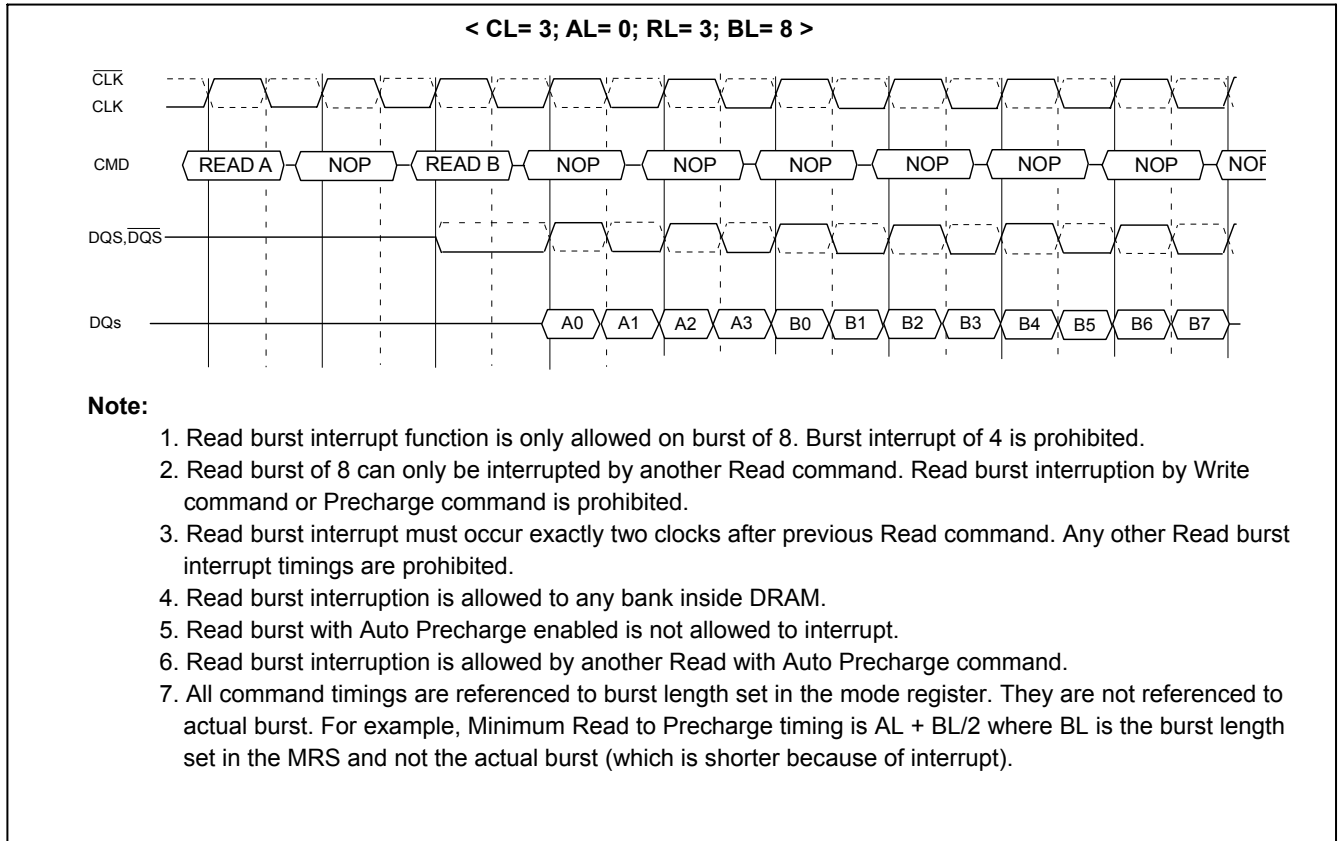 < CL= 3; AL= 0; RL= 3; BL= 8 >
CLK
CLK
CMD READ A NOP READ B NOP NOP NOP NOP NOP NOP NOP
DQS,DQS
DQs A0 A1 A2 A3 B0 B1 B2 B3 B4 B5 B6 B7
Note:
1. Read burst interrupt function is only allowed on burst of 8. Burst interrupt of 4 is prohibited.
2. Read burst of 8 can only be interrupted by another Read command. Read burst interruption by Write
command or Precharge command is prohibited.
3. Read burst interrupt must occur exactly two clocks after previous Read command. Any other Read burst
interrupt timings are prohibited.
4. Read burst interruption is allowed to any bank inside DRAM.
5. Read burst with Auto Precharge enabled is not allowed to interrupt.
6. Read burst interruption is allowed by another Read with Auto Precharge command.
7. All command timings are referenced to burst length set in the mode register. They are not referenced to
actual burst. For example, Minimum Read to Precharge timing is AL + BL/2 where BL is the burst length
set in the MRS and not the actual burst (which is shorter because of interrupt).